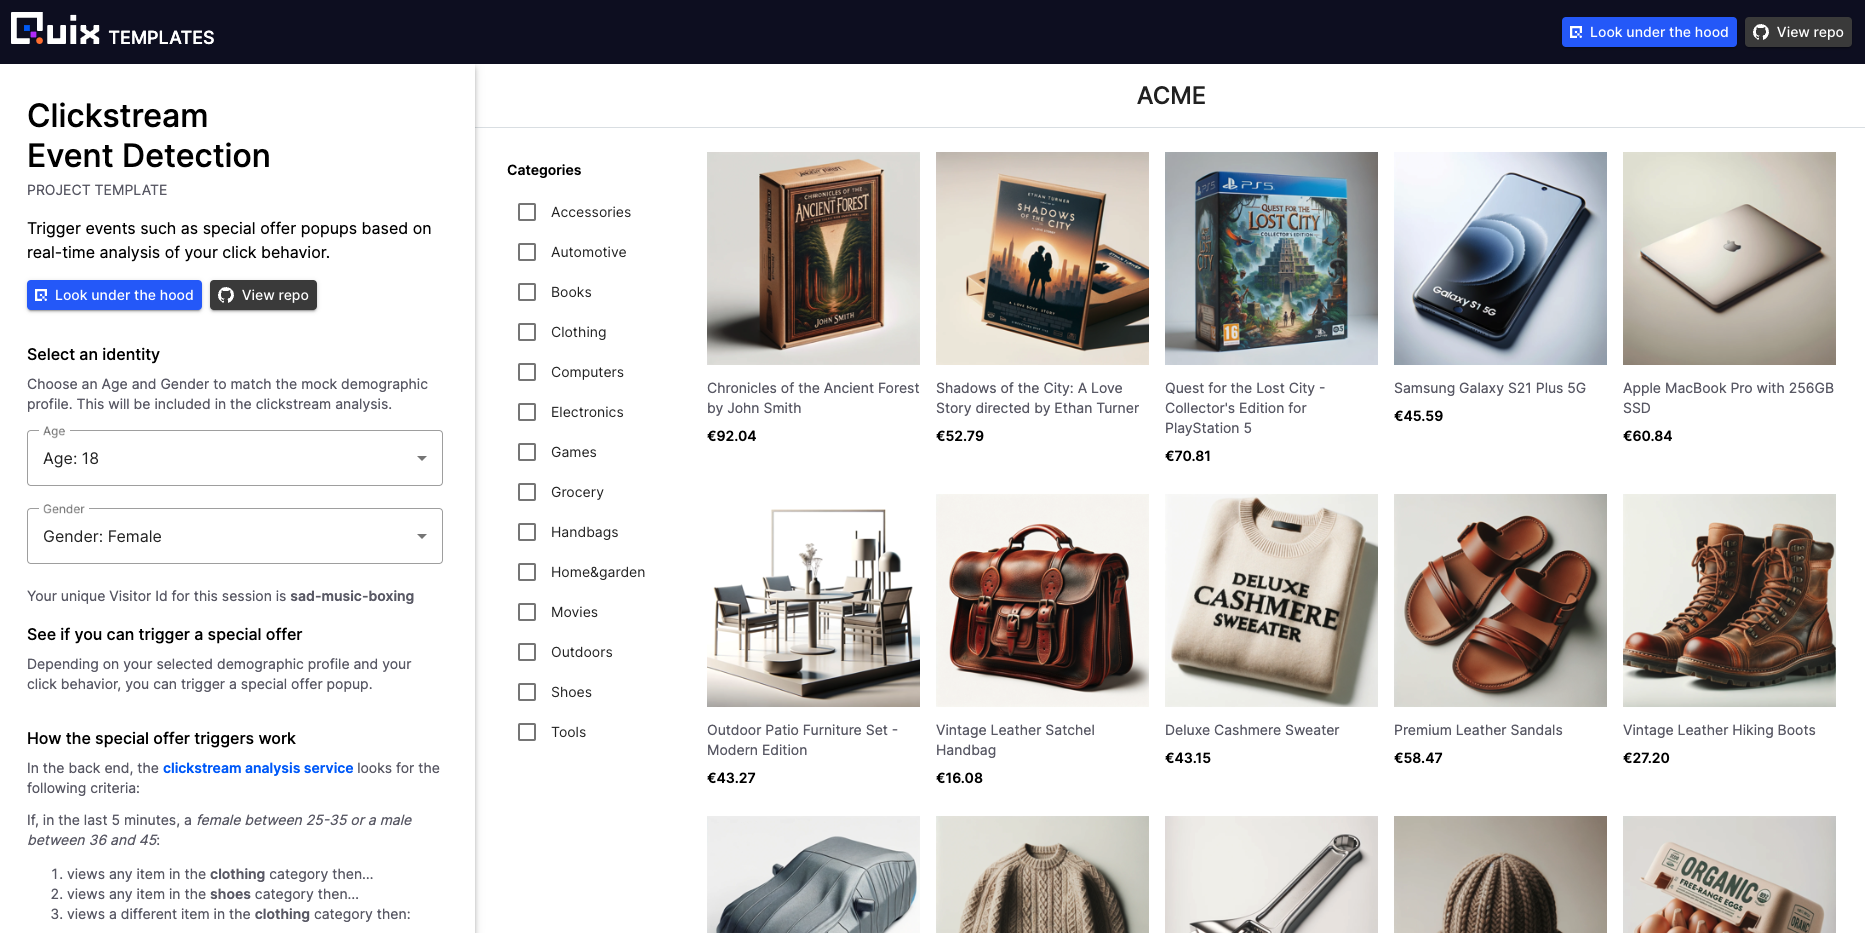 Quix TEMPLATES
Look under the hood
View repo
Clickstream
Event Detection
PROJECT TEMPLATE
Trigger events such as special offer popups based on
real-time analysis of your click behavior.
Look under the hood
View repo
Select an identity
Choose an Age and Gender to match the mock demographic
profile. This will be included in the clickstream analysis.
Age
Age: 18
Gender
Gender: Female
Your unique Visitor Id for this session is sad-music-boxing
See if you can trigger a special offer
Depending on your selected demographic profile and your
click behavior, you can trigger a special offer popup.
How the special offer triggers work
In the back end, the clickstream analysis service looks for the
following criteria:
If, in the last 5 minutes, a female between 25-35 or a male
between 36 and 45:
1. views any item in the clothing category then...
2. views any item in the shoes category then...
3. views a different item in the clothing category then:
ACME
Categories
Accessories
Automotive
Books
Clothing
Computers
Electronics
Games
Grocery
Handbags
Home&garden
Movies
Outdoors
Shoes
Tools
CHRONICLES OF THE
ANCIENT FOREST
JOHN SMITH
Chronicles of the Ancient Forest
by John Smith
€92.04
ETHAN TURNER
SHADOWS
OF THE CITY
A LOVE STORY
Shadows of the City: A Love
Story directed by Ethan Turner
€52.79
PS5
QUEST FOR THE
LOST CITY
COLLECTOR'S EDITION
16
Quest for the Lost City -
Collector's Edition for
PlayStation 5
€70.81
Galaxy S1 5G
Samsung Galaxy S21 Plus 5G
€45.59
Apple MacBook Pro with 256GB
SSD
€60.84
Outdoor Patio Furniture Set -
Modern Edition
€43.27
Vintage Leather Satchel
Handbag
€16.08
DELUXE
CASHMERE
SWEATER
Deluxe Cashmere Sweater
€43.15
Premium Leather Sandals
€58.47
Vintage Leather Hiking Boots
€27.20
ORGANIC
FREE-RANGE EGGS